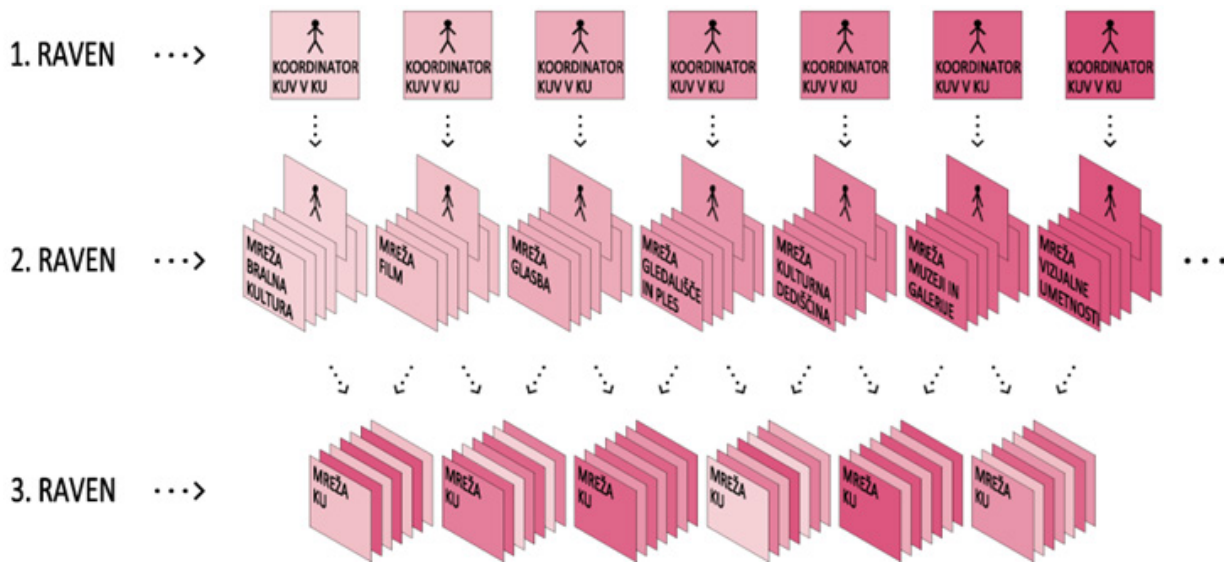 1. RAVEN
KOORDINATOR
KUV V KU
KOORDINATOR
KUV V KU
KOORDINATOR
KUV V KU
KOORDINATOR
KUV V KU
KOORDINATOR
KUV V KU
KOORDINATOR
KUV V KU
KOORDINATOR
KUV V KU
2. RAVEN
MREŽA
BRALNA
KULTURA
MREŽA
FILM
MREŽA
GLASBA
MREŽA
GLEDALIŠČE
IN PLES
MREŽA
KULTURNA
DEDIŠČINA
MREŽA
MUZEJI IN
GALERIJE
MREŽA
VIZUALNE
UMETNOSTI
3. RAVEN
MREŽA
KU
MREŽA
KU
MREŽA
KU
MREŽA
KU
MREŽA
KU
MREŽA
KU